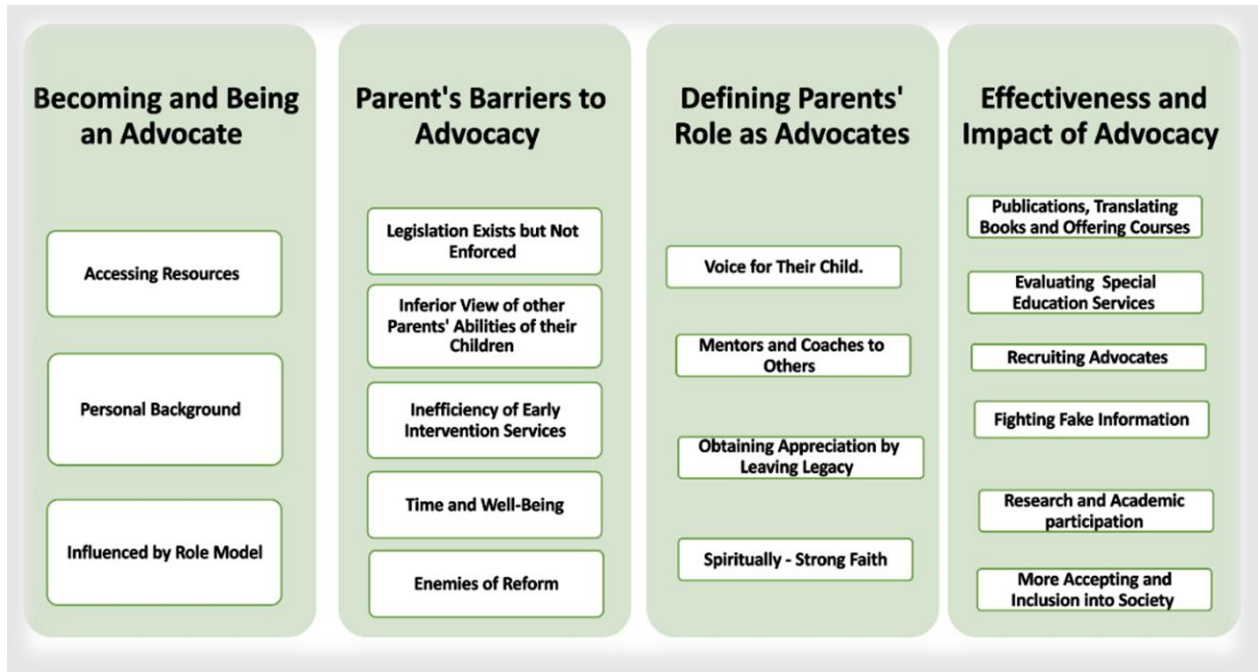 Becoming and Being
an Advocate
Accessing Resources
Personal Background
Influenced by Role Model
Parent's Barriers to
Advocacy
Legislation Exists but Not
Enforced
Inferior View of other
Parents' Abilities of their
Children
Inefficiency of Early
Intervention Services
Time and Well-Being
Enemies of Reform
Defining Parents'
Role as Advocates
Voice for Their Child.
Mentors and Coaches to
Others
Obtaining Appreciation by
Leaving Legacy
Spiritually - Strong Faith
Effectiveness and
Impact of Advocacy
Publications, Translating
Books and Offering Courses
Evaluating Special
Education Services
Recruiting Advocates
Fighting Fake Information
Research and Academic
participation
More Accepting and
Inclusion into Society